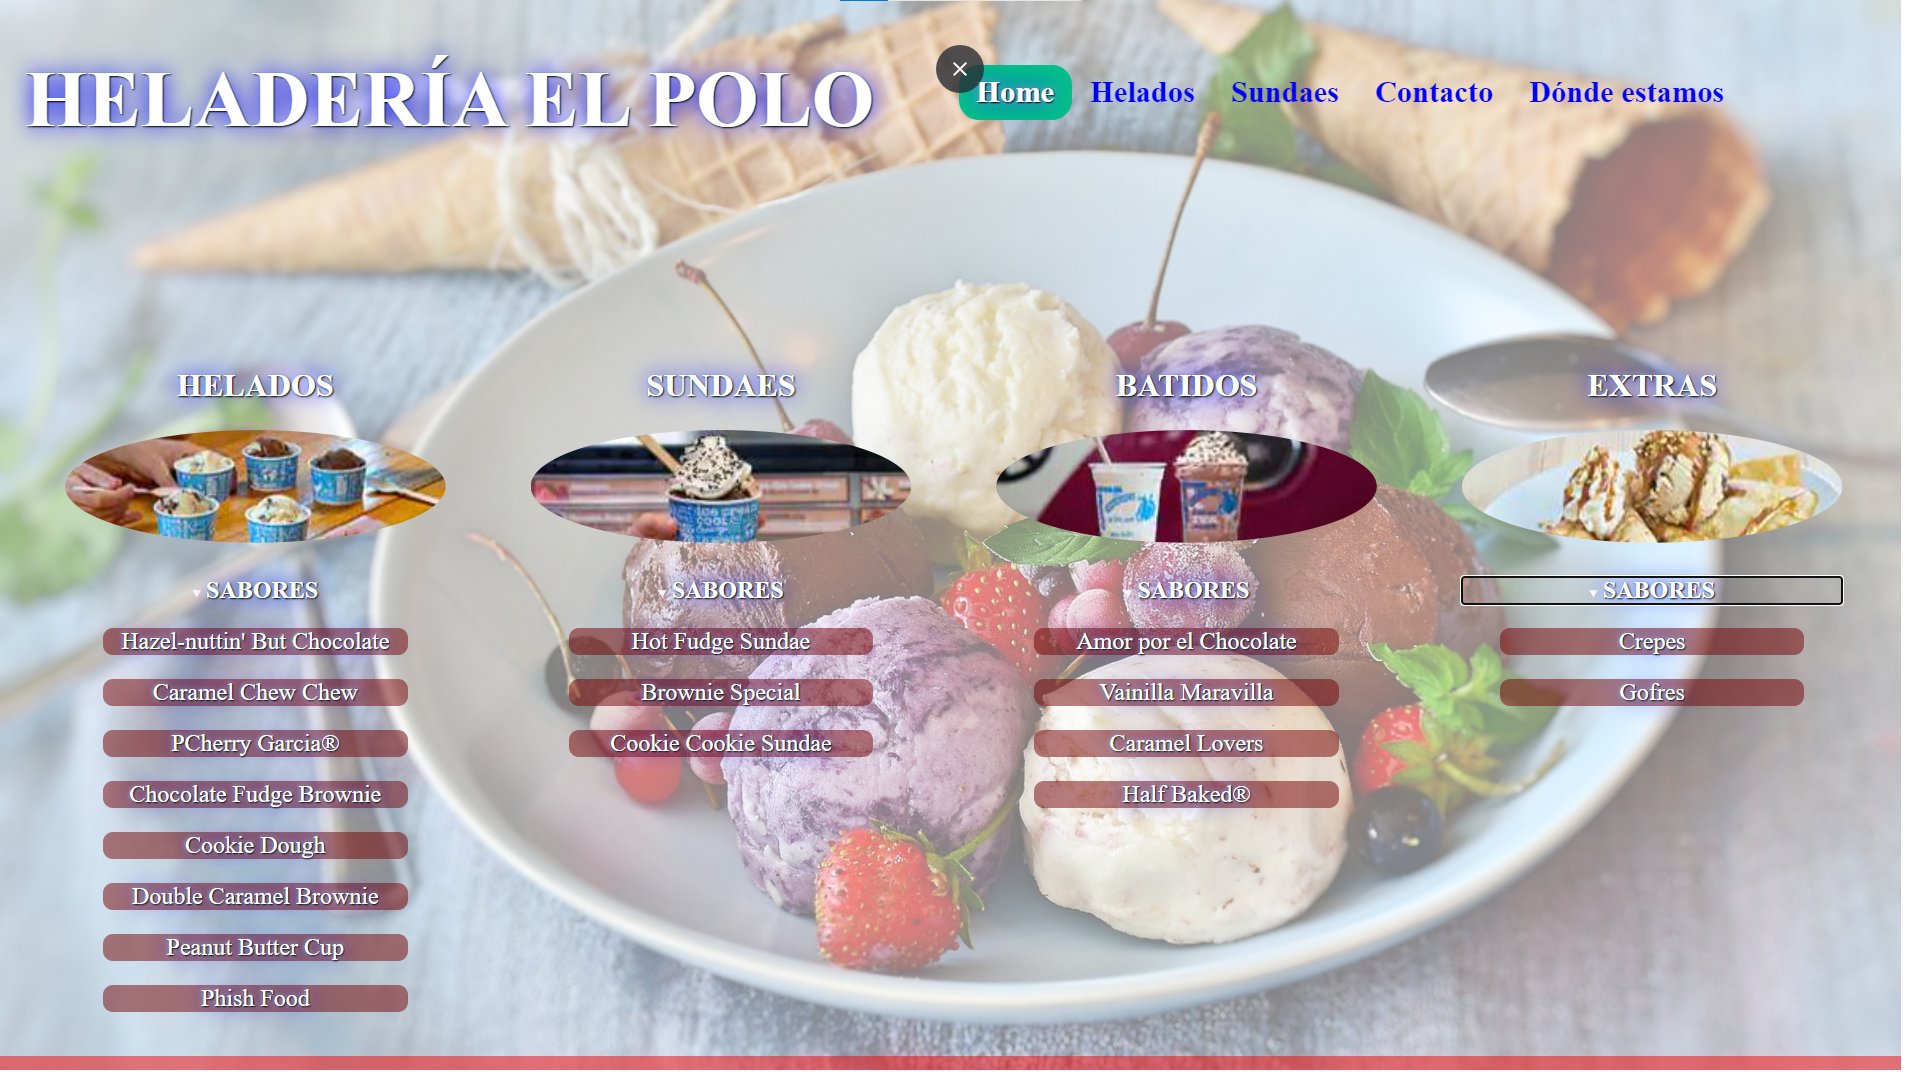 HELADERÍA EL POLO
Home Helados Sundaes Contacto Dónde estamos
HELADOS
SUNDAES
BATIDOS
EXTRAS
▾ SABORES
Hazel-nuttin' But Chocolate
Caramel Chew Chew
PCherry Garcia®
Chocolate Fudge Brownie
Cookie Dough
Double Caramel Brownie
Peanut Butter Cup
Phish Food
▾ SABORES
Hot Fudge Sundae
Brownie Special
Cookie Cookie Sundae
▾ SABORES
Amor por el Chocolate
Vainilla Maravilla
Caramel Lovers
Half Baked®
▾ SABORES
Crepes
Gofres